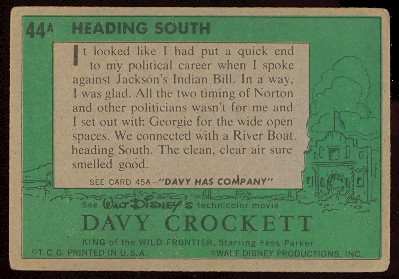 44A HEADING SOUTH
It looked like I had put a quick end
to my political career when I spoke
against Jackson's Indian Bill. In a way,
I was glad. All the two timing of Norton
and other politicians wasn't for me and
I set out with Georgie for the wide open
spaces. We connected with a River Boat
heading South. The clean, clear air sure
smelled good.
SEE CARD 45A—"DAVY HAS COMPANY"
See WALT DISNEY'S technicolor movie
DAVY CROCKETT
KING of the WILD FRONTIER, Starring Fess Parker
©T.C.G. PRINTED IN U.S.A. ©WALT DISNEY PRODUCTIONS, INC.